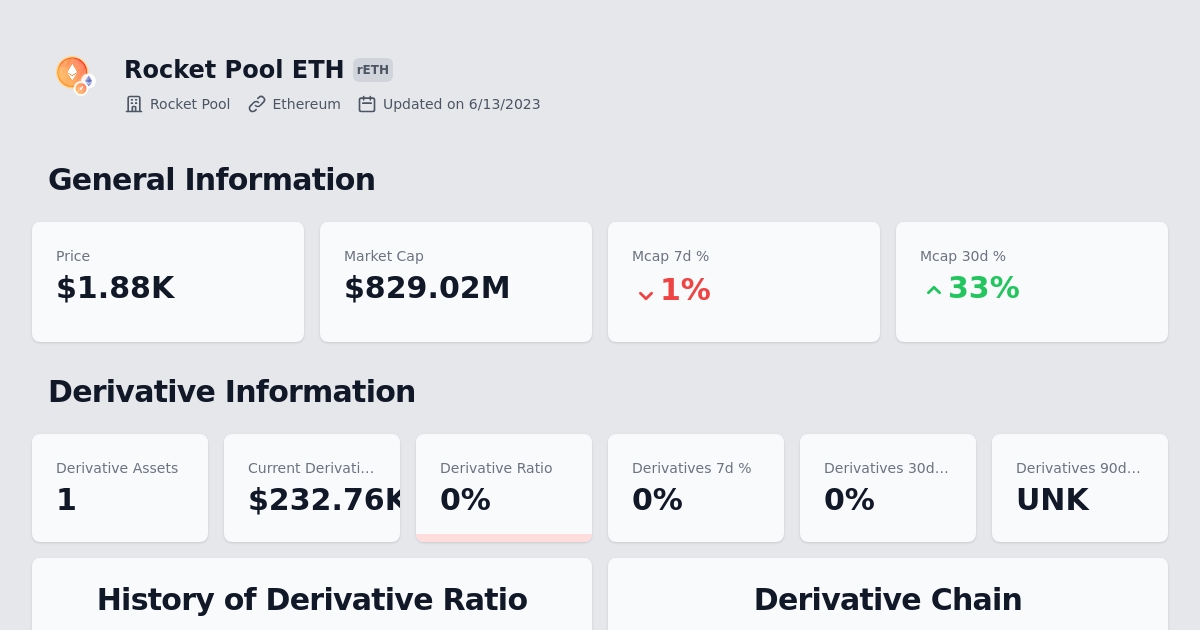 Rocket Pool ETH rETH
Rocket Pool Ethereum Updated on 6/13/2023
General Information
Price Market Cap Mcap 7d % Mcap 30d %
$1.88K $829.02M 1% 33%
Derivative Information
Derivative Assets Current Derivati... Derivative Ratio Derivatives 7d % Derivatives 30d... Derivatives 90d...
1 $232.76K 0% 0% 0% UNK
History of Derivative Ratio Derivative Chain